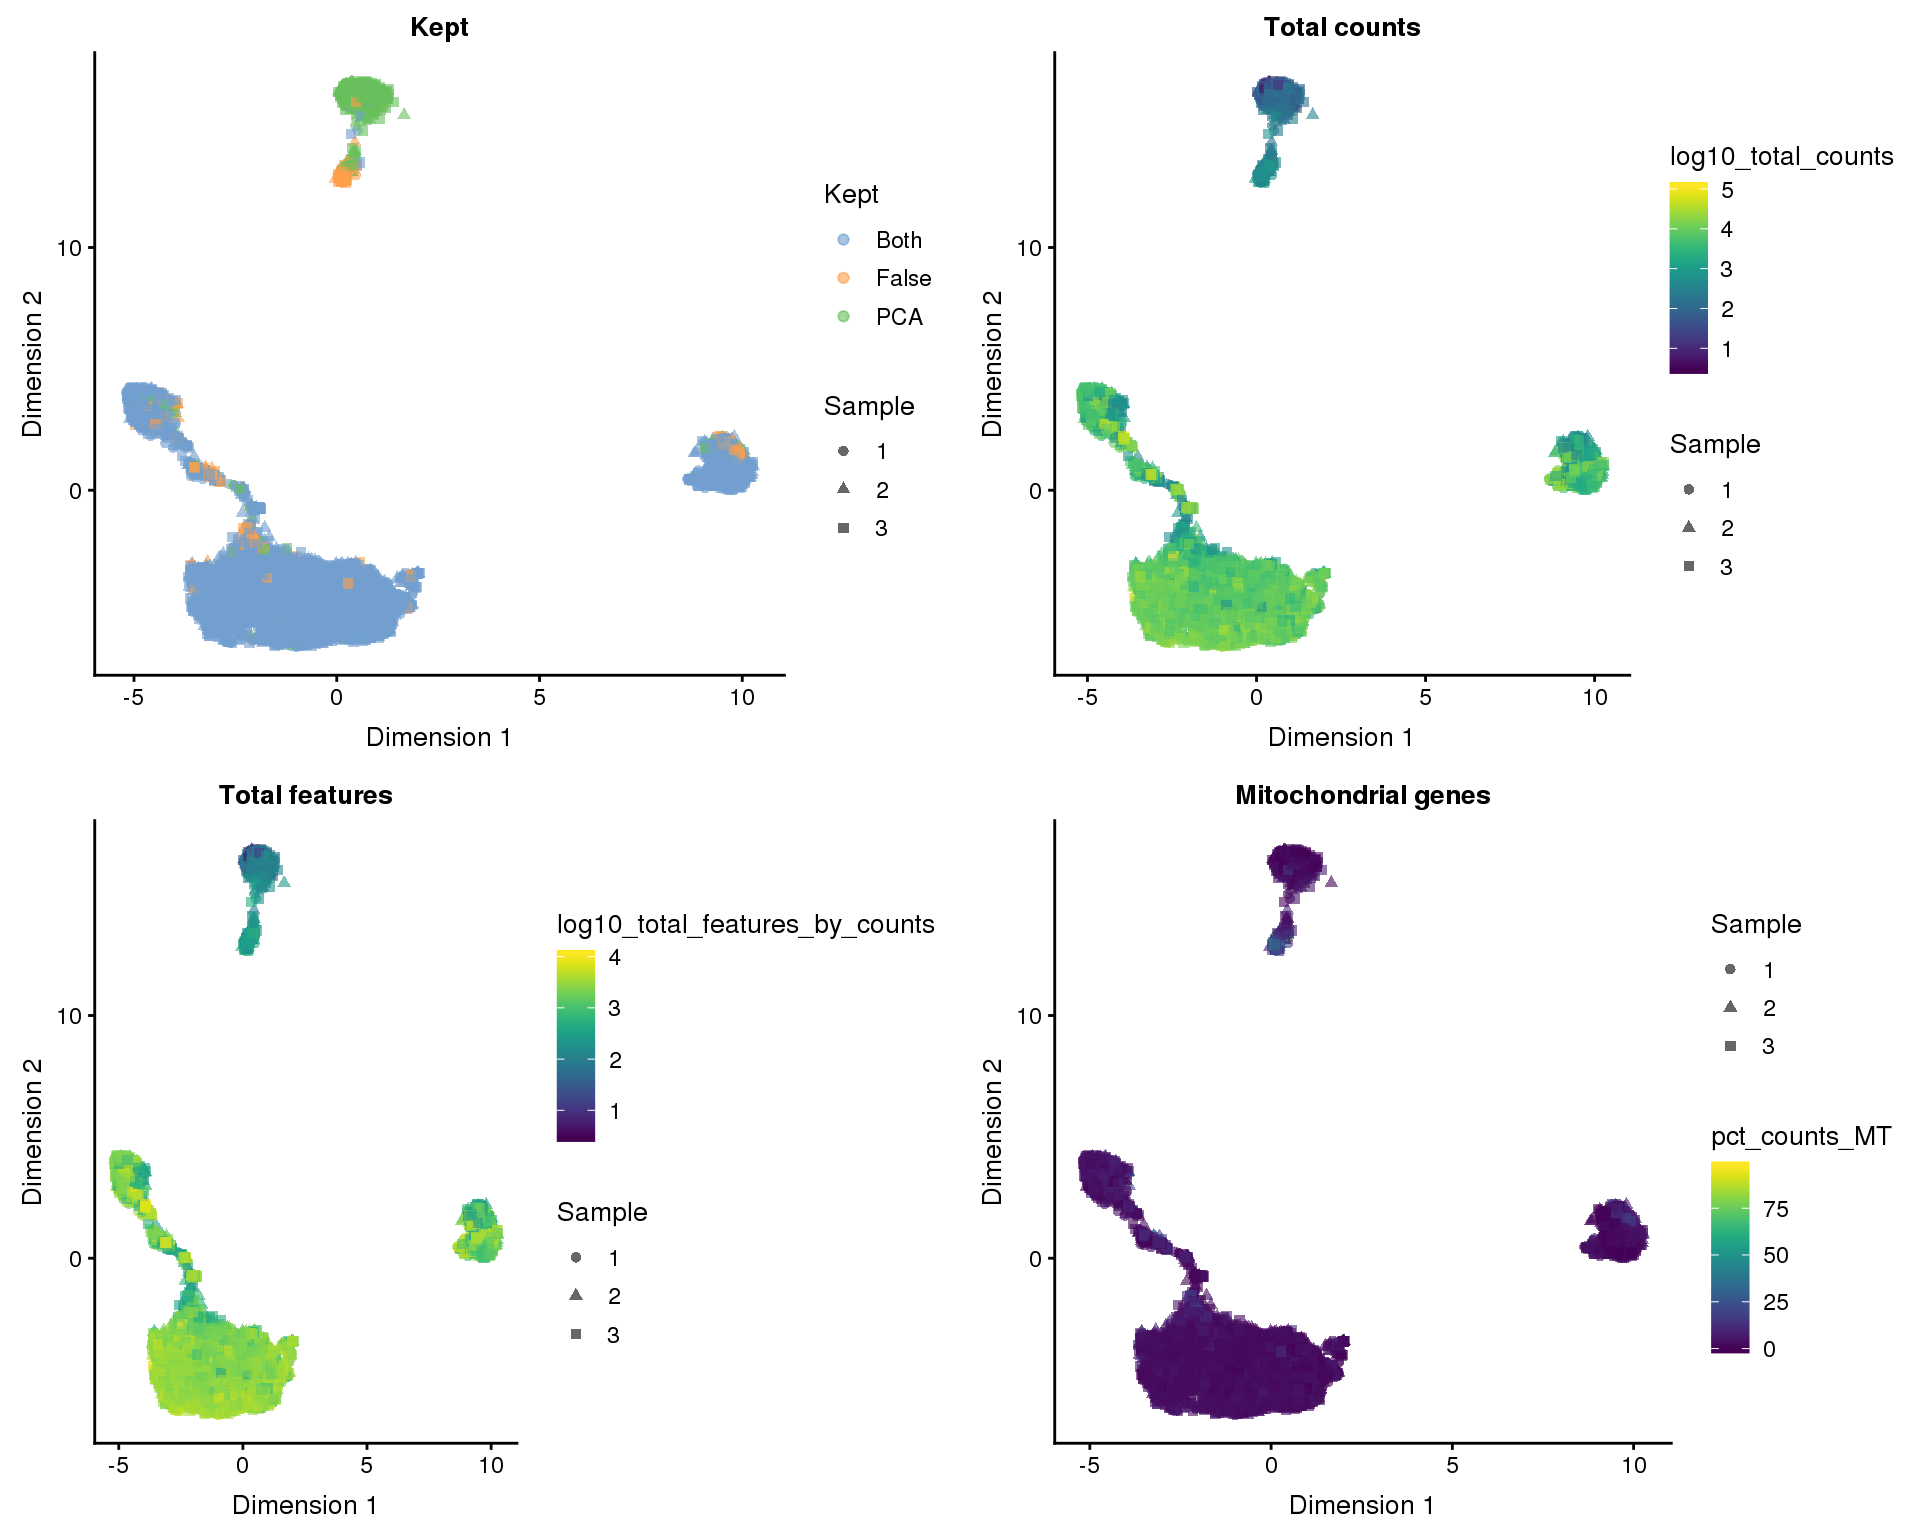 Kept
Dimension 2
10
0
-5
0
5
10
Dimension 1
Kept
Both
False
PCA
Sample
1
2
3
Total counts
Dimension 2
10
0
-5
0
5
10
Dimension 1
log10_total_counts
5
4
3
2
1
Sample
1
2
3
Total features
Dimension 2
10
0
-5
0
5
10
Dimension 1
log10_total_features_by_counts
4
3
2
1
Sample
1
2
3
Mitochondrial genes
Dimension 2
10
0
-5
0
5
10
Dimension 1
Sample
1
2
3
pct_counts_MT
75
50
25
0